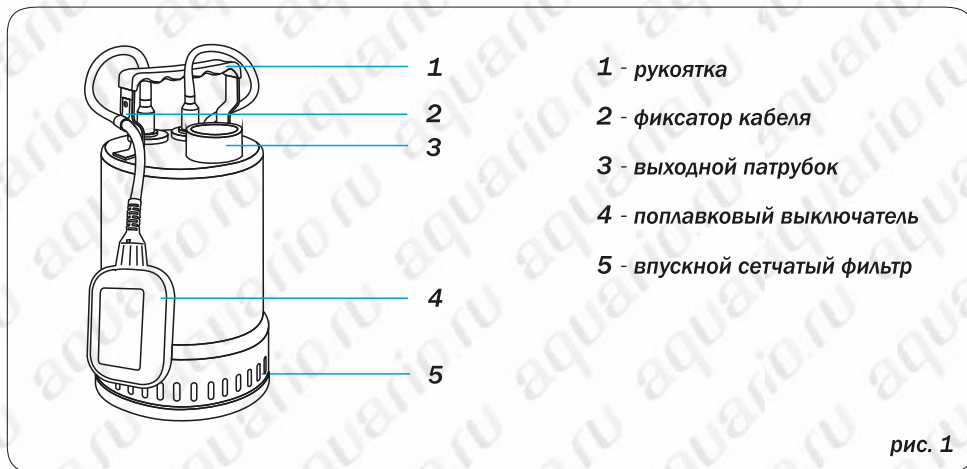 1
2
3
4
5
1 - рукоятка
2 - фиксатор кабеля
3 - выходной патрубок
4 - поплавковый выключатель
5 - впускной сетчатый фильтр
рис. 1
aquario.ru